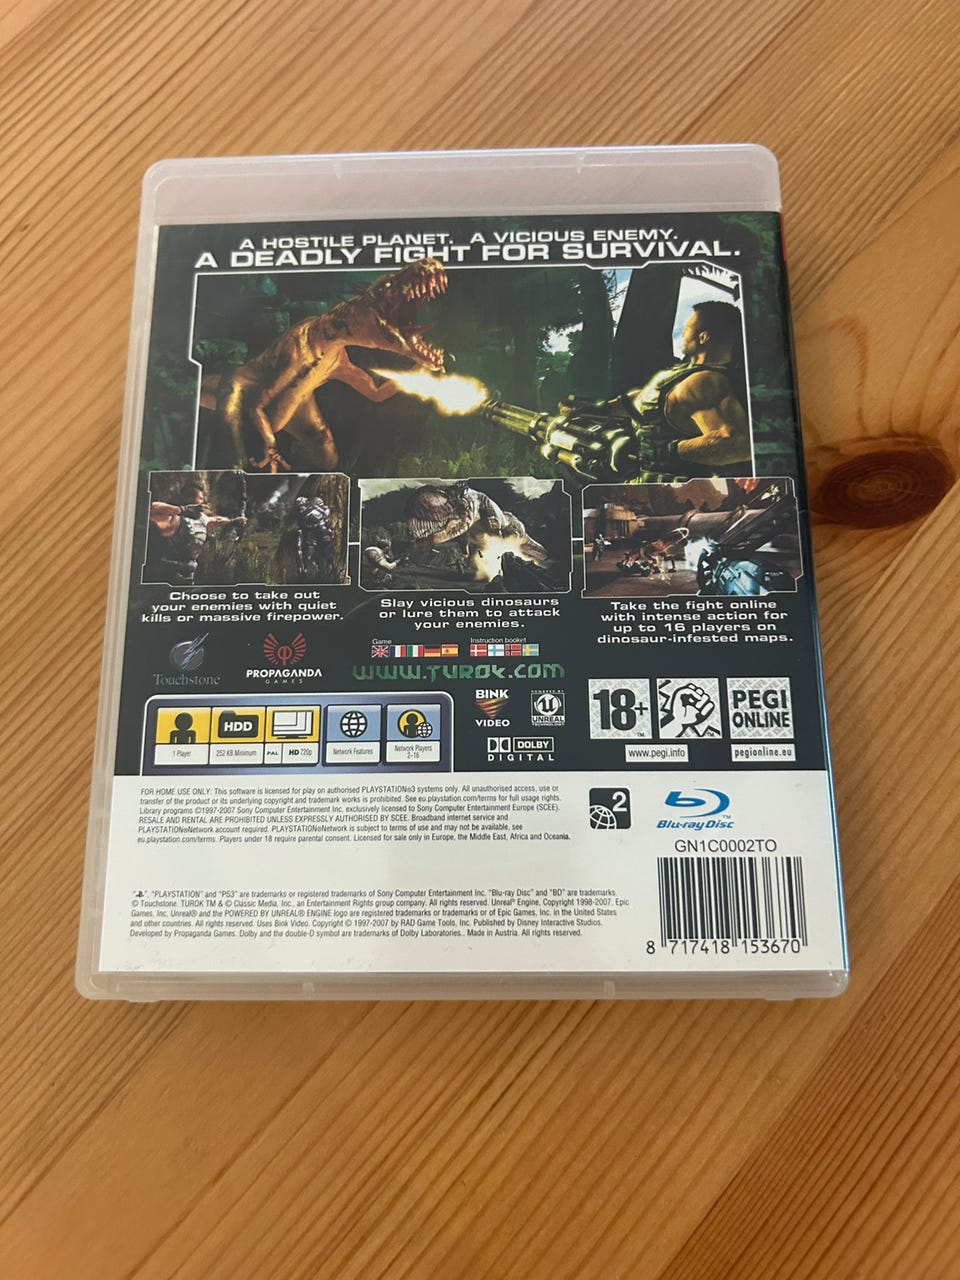 A HOSTILE PLANET. A VICIOUS ENEMY.
A DEADLY FIGHT FOR SURVIVAL.
Choose to take out
your enemies with quiet
kills or massive firepower.
Slay vicious dinosaurs
or lure them to attack
your enemies.
Take the fight online
with intense action for
up to 16 players on
dinosaur-infested maps.
Touchstone
PROPAGANDA
GAMES
Game
Instruction booket
www.turok.com
BINK
VIDEO
POWERED BY
UNREAL
TECHNOLOGY
DOLBY
DIGITAL
18+
TM
www.pegi.info
PEGI
ONLINE
pegionline.eu
1 Player
HDD
252 KB Minimum
PAL
HD 720p
Network Features
Network Players
2-16
FOR HOME USE ONLY: This software is licensed for play on authorised PLAYSTATION®3 systems only. All unauthorised access, use or
transfer of the product or its underlying copyright and trademark works is prohibited. See eu.playstation.com/terms for full usage rights.
Library programs ©1997-2007 Sony Computer Entertainment Inc. exclusively licensed to Sony Computer Entertainment Europe (SCEE).
RESALE AND RENTAL ARE PROHIBITED UNLESS EXPRESSLY AUTHORISED BY SCEE. Broadband internet service and
PLAYSTATION®Network account required. PLAYSTATION®Network is subject to terms of use and may not be available, see
eu.playstation.com/terms. Players under 18 require parental consent. Licensed for sale only in Europe, the Middle East, Africa and Oceania.
2
Blu-ray Disc
TM
GN1C0002TO
", "PLAYSTATION" and "PS3" are trademarks or registered trademarks of Sony Computer Entertainment Inc. "Blu-ray Disc" and "BD" are trademarks.
© Touchstone. TUROK TM & © Classic Media, Inc., an Entertainment Rights group company. All rights reserved. Unreal® Engine, Copyright 1998-2007, Epic
Games, Inc. Unreal® and the POWERED BY UNREAL® ENGINE logo are registered trademarks or trademarks or of Epic Games, Inc. in the United States
and other countries. All rights reserved. Uses Bink Video. Copyright © 1997-2007 by RAD Game Tools, Inc. Published by Disney Interactive Studios.
Developed by Propaganda Games. Dolby and the double-D symbol are trademarks of Dolby Laboratories. Made in Austria. All rights reserved.
8 717418 153670